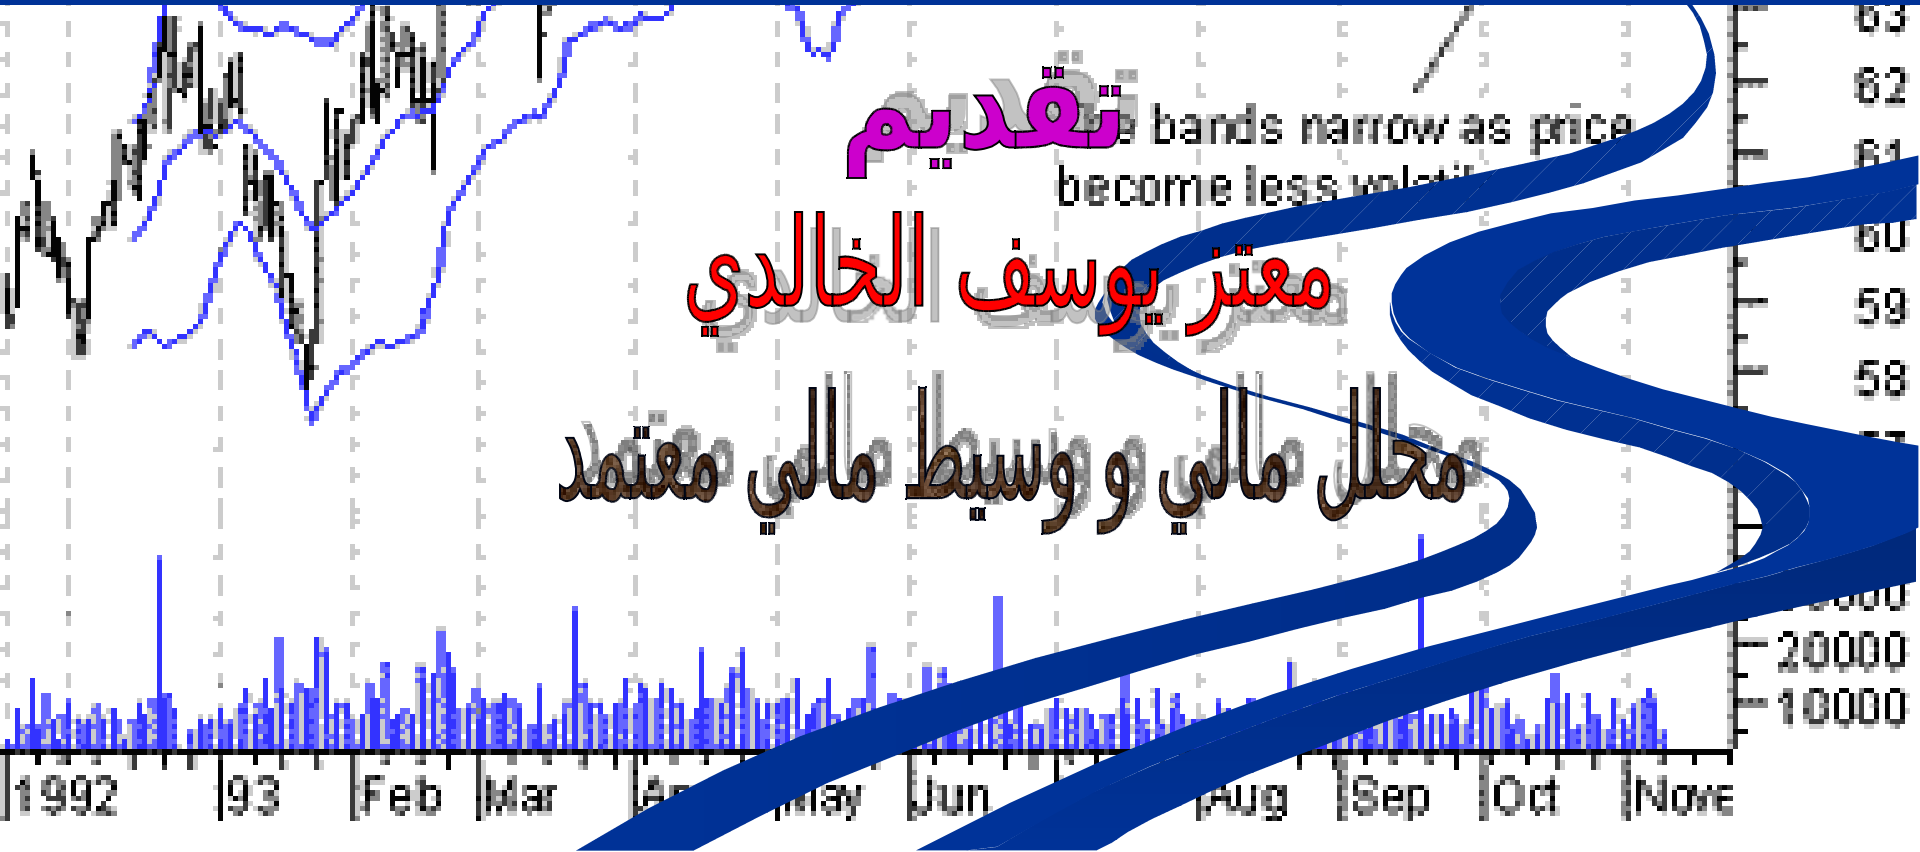 63
62
تقديم
bands narrow as price
61
become less
معتز يوسف الخالدي
60
59
58
محلل مالي و وسيط مالي معتمد
20000
10000
1992 93 Feb Mar May Jun Aug Sep Oct Nove